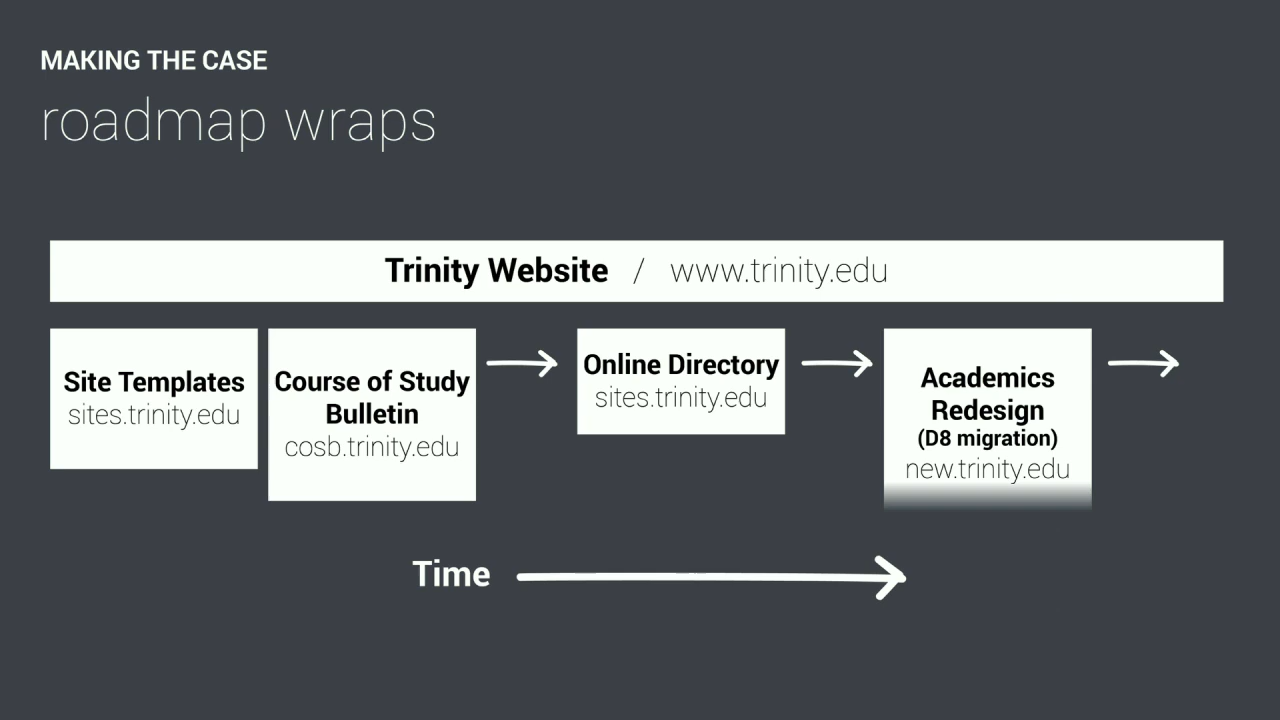 MAKING THE CASE
roadmap wraps
Trinity Website / www.trinity.edu
Site Templates
sites.trinity.edu
Course of Study
Bulletin
cosb.trinity.edu
Online Directory
sites.trinity.edu
Academics
Redesign
(D8 migration)
new.trinity.edu
Time